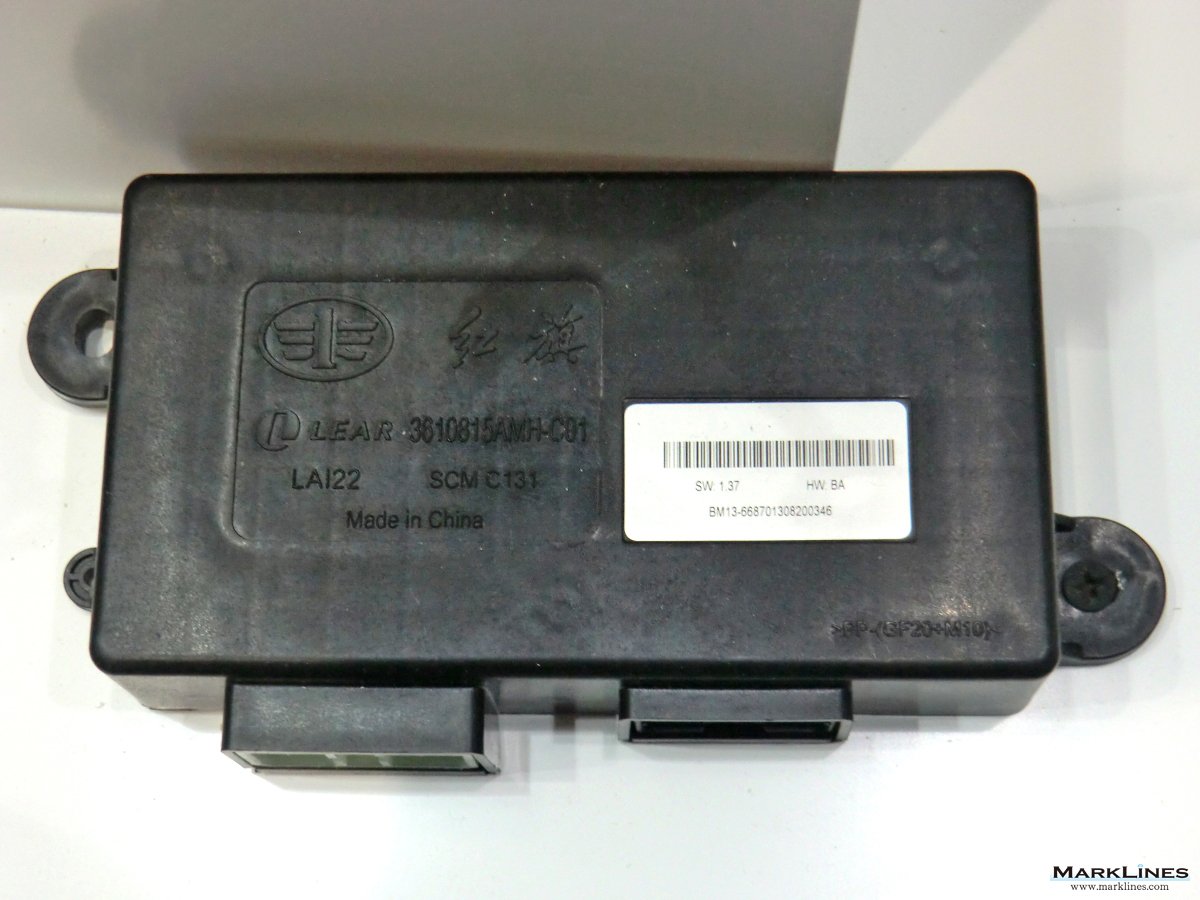 红旗
LEAR 3610615AMH-C01
LAI22 SCM C131
Made in China
SW: 1.37 HW: BA
BM13-668701308200346
>PP-(GF20+M10)<
MARKLINES
www.marklines.com